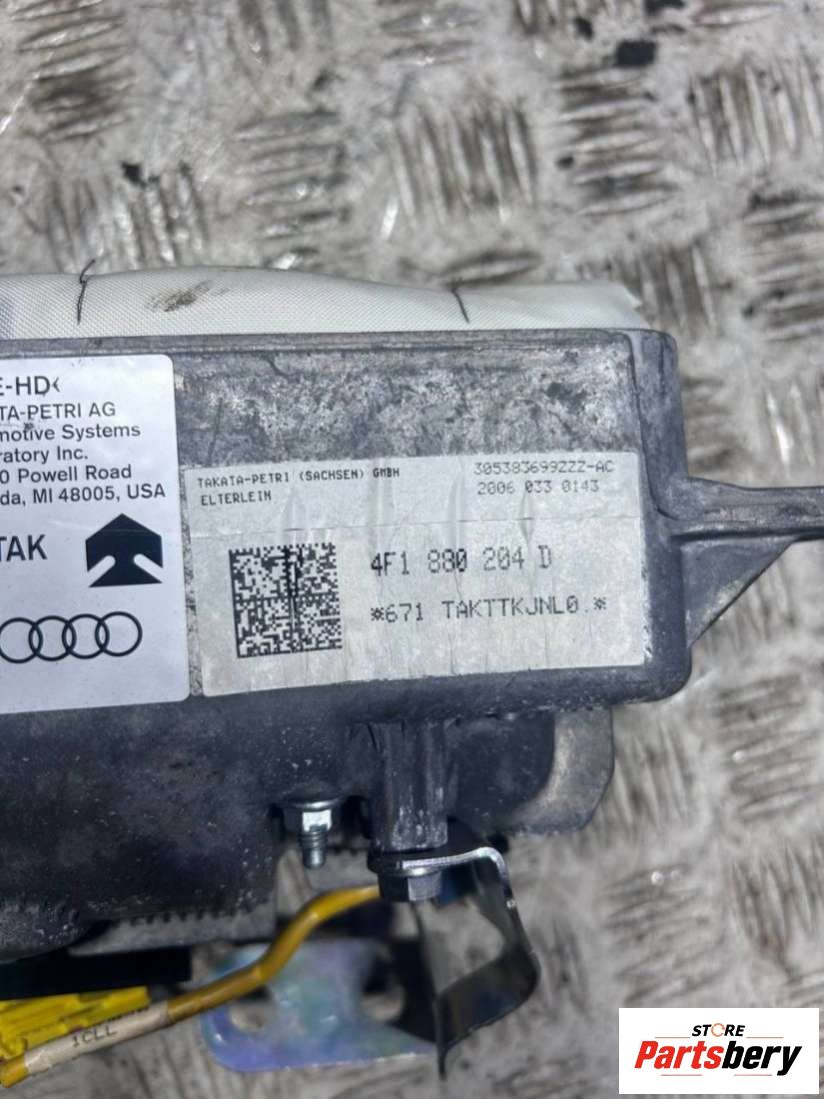 E-HD<
TA-PETRI AG
motive Systems
ratory Inc.
0 Powell Road
da, MI 48005, USA
TAK
TAKATA-PETRI (SACHSEN) GMBH
ELTERLEIN
305383699ZZZ-AC
2006 033 0143
4F1 880 204 D
*671 TAKTTKJNL0.*
1CLL
STORE
Partsbery